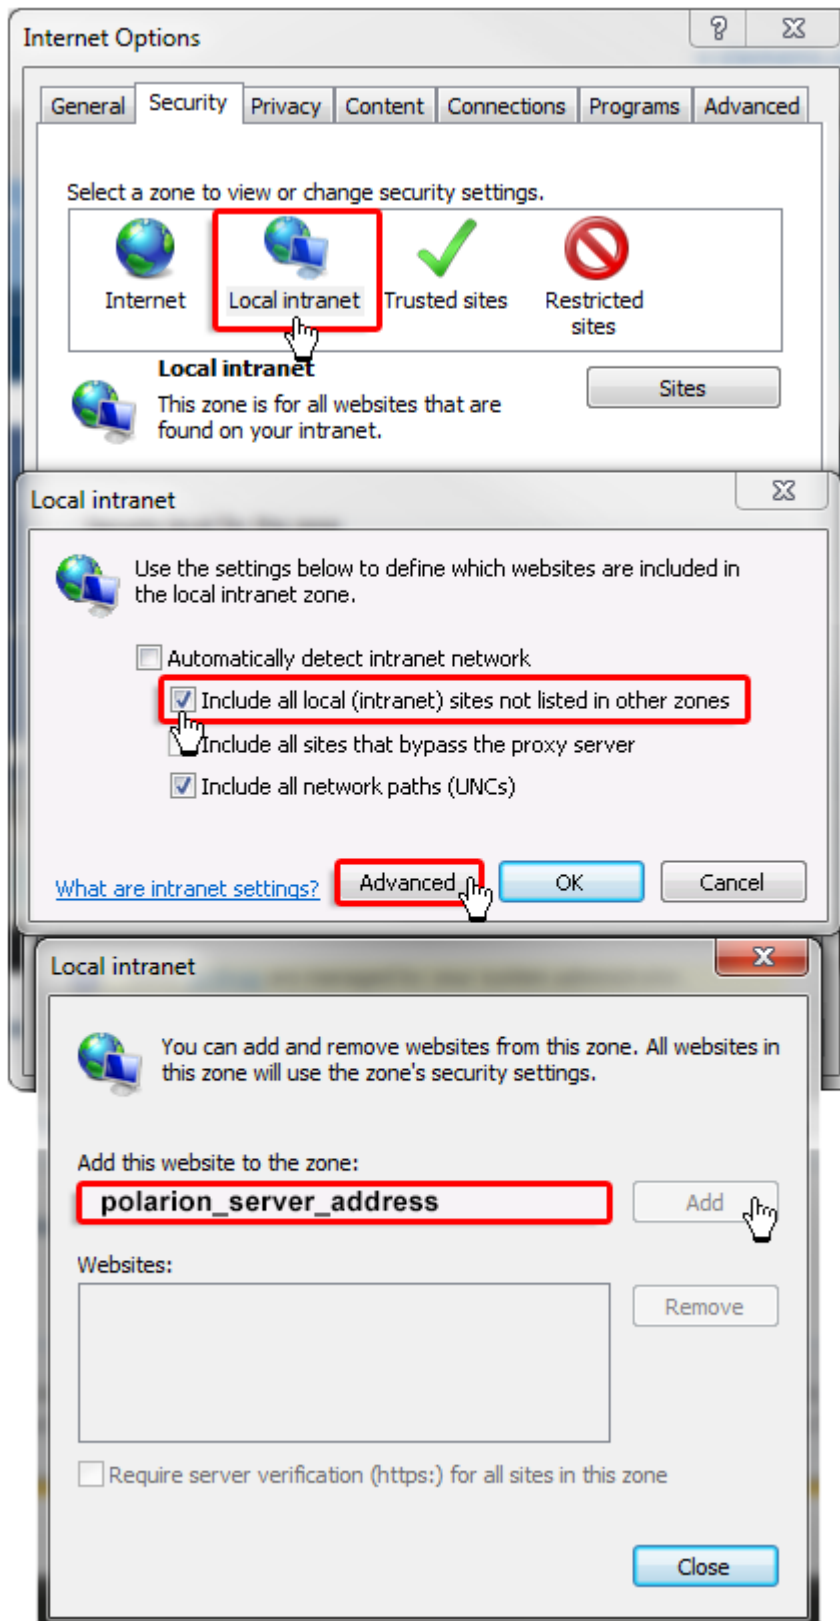 Internet Options
General Security Privacy Content Connections Programs Advanced
Select a zone to view or change security settings.
Internet Local intranet Trusted sites Restricted
sites
Local intranet
This zone is for all websites that are
found on your intranet.
Sites
Local intranet
Use the settings below to define which websites are included in
the local intranet zone.
Automatically detect intranet network
Include all local (intranet) sites not listed in other zones
Include all sites that bypass the proxy server
Include all network paths (UNCs)
What are intranet settings? Advanced OK Cancel
Local intranet
You can add and remove websites from this zone. All websites in
this zone will use the zone's security settings.
Add this website to the zone:
polarion_server_address Add
Websites:
Remove
Require server verification (https:) for all sites in this zone
Close